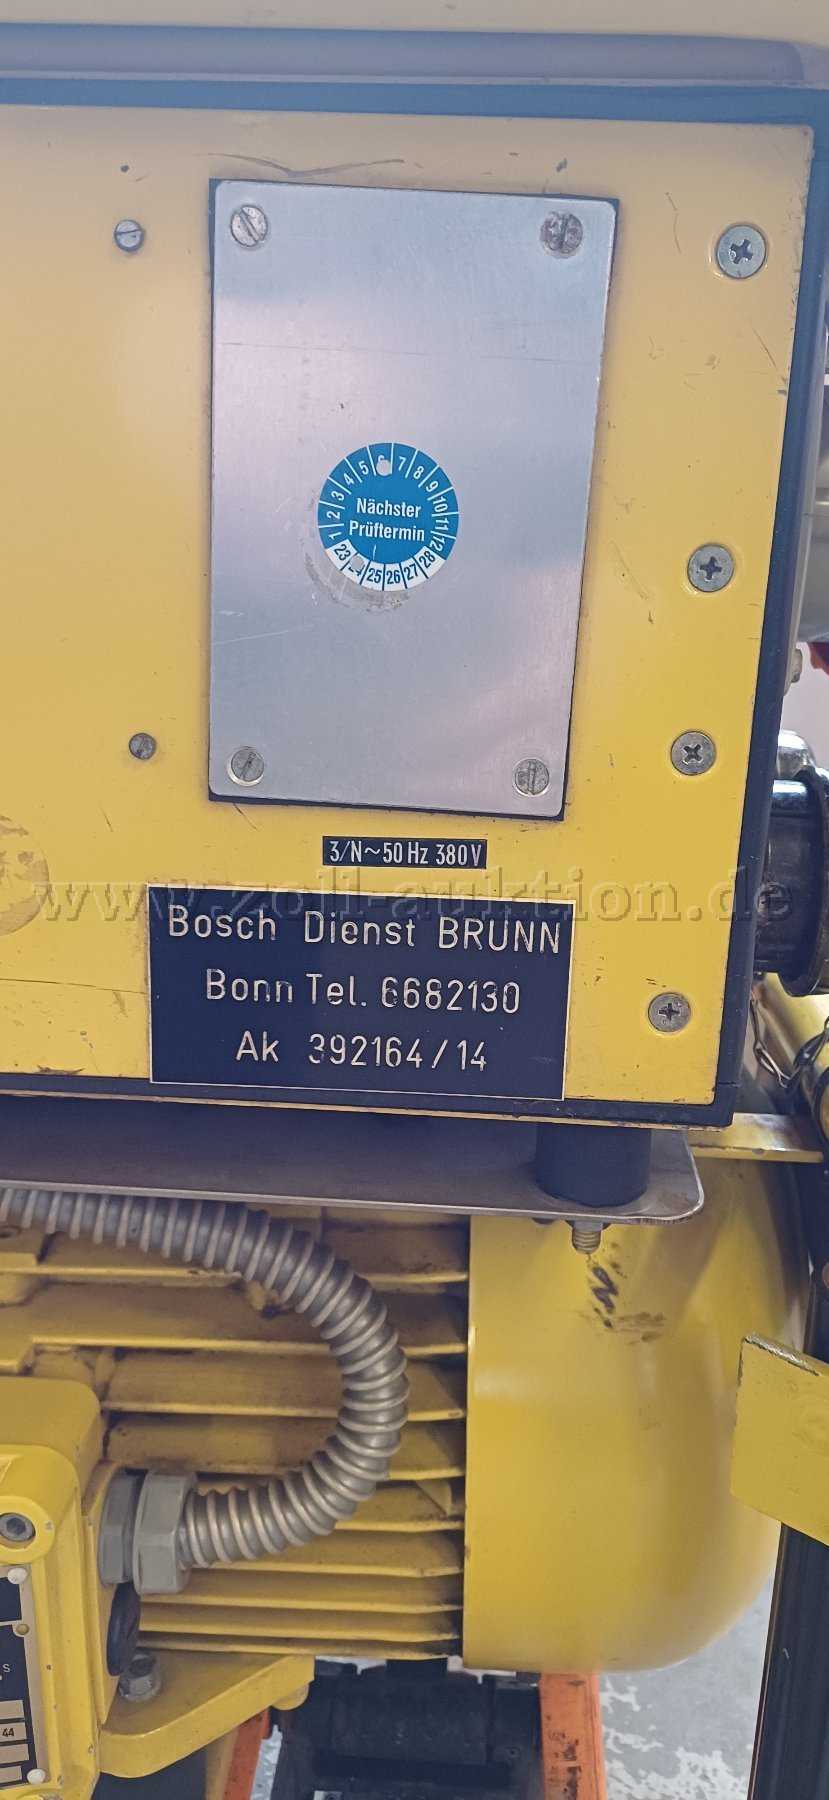 1 2 3 4 5 6 7 8 9 10 11 12
Nächster
Prüftermin
23 25 26 27 28
3/N~50 Hz 380 V
www.zoll-auktion.de
Bosch Dienst BRUNN
Bonn Tel. 6682130
Ak 392164/14
S
44